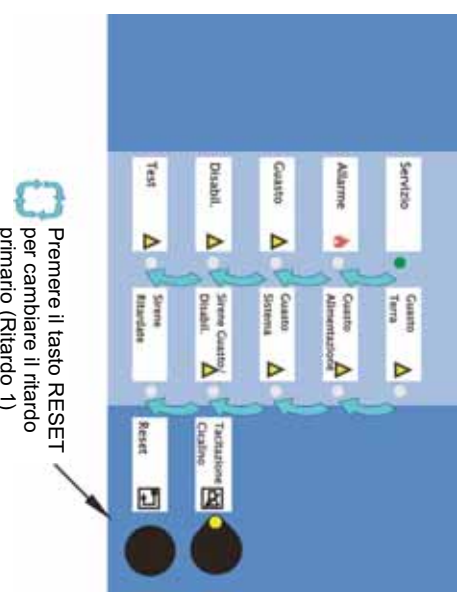 Servizio
Allarme
Guasto
Disabil.
Test
Guasto
Terra
Guasto
Alimentazione
Guasto
Sistema
Sirene Guasto/
Disabil.
Sirene
Ritardate
Tacitazione
Cicalino
Reset
Premere il tasto RESET
per cambiare il ritardo
primario (Ritardo 1)